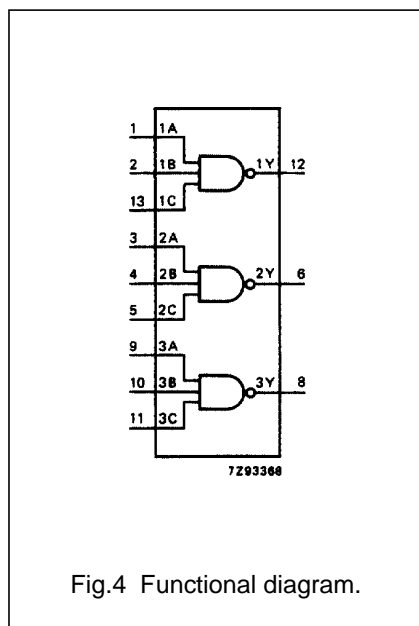 1 1A
2 1B 1Y 12
13 1C
3 2A
4 2B 2Y 6
5 2C
9 3A
10 3B 3Y 8
11 3C
7Z93368
Fig.4 Functional diagram.